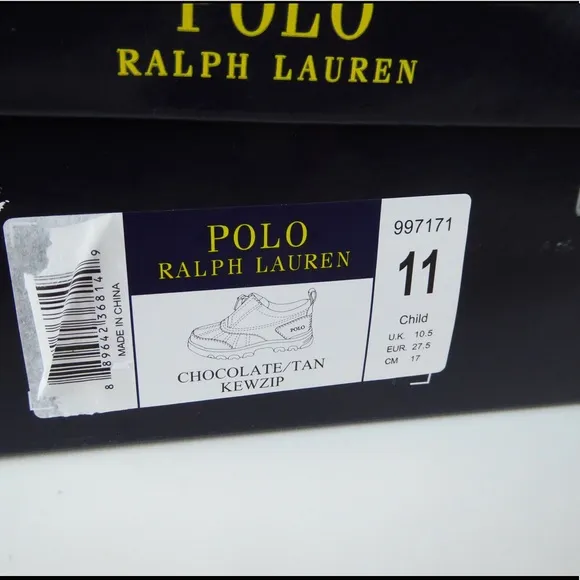 POLO
RALPH LAUREN
8 89642 36814 9
MADE IN CHINA
POLO
RALPH LAUREN
POLO
CHOCOLATE/TAN
KEWZIP
997171
11
Child
U.K. 10.5
EUR. 27.5
CM 17